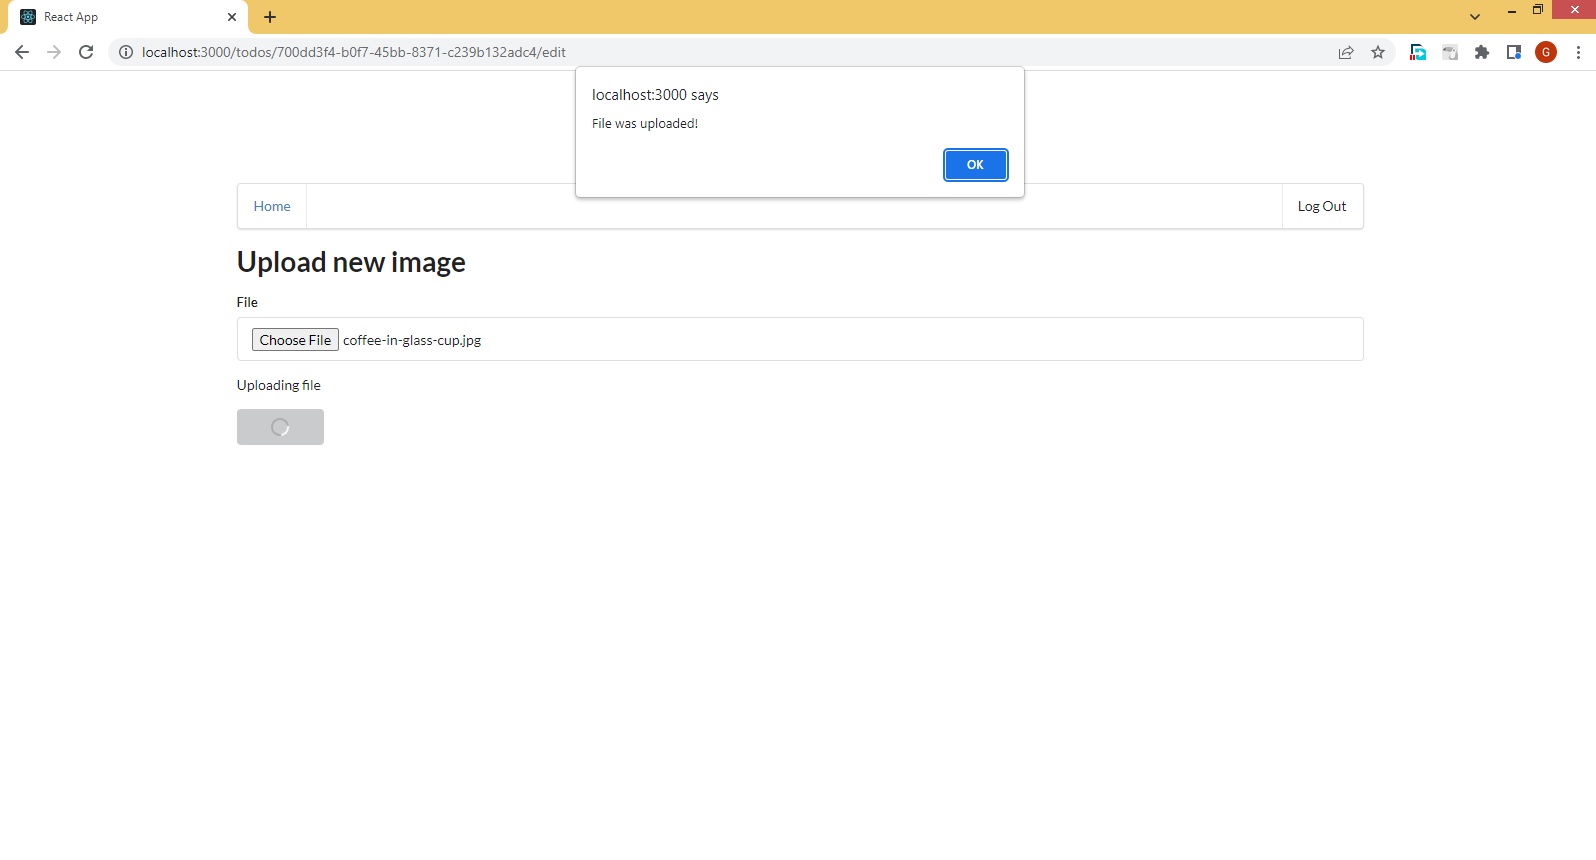 React App
localhost:3000/todos/700dd3f4-b0f7-45bb-8371-c239b132adc4/edit
G
localhost:3000 says
File was uploaded!
OK
Home
Log Out
Upload new image
File
Choose File coffee-in-glass-cup.jpg
Uploading file